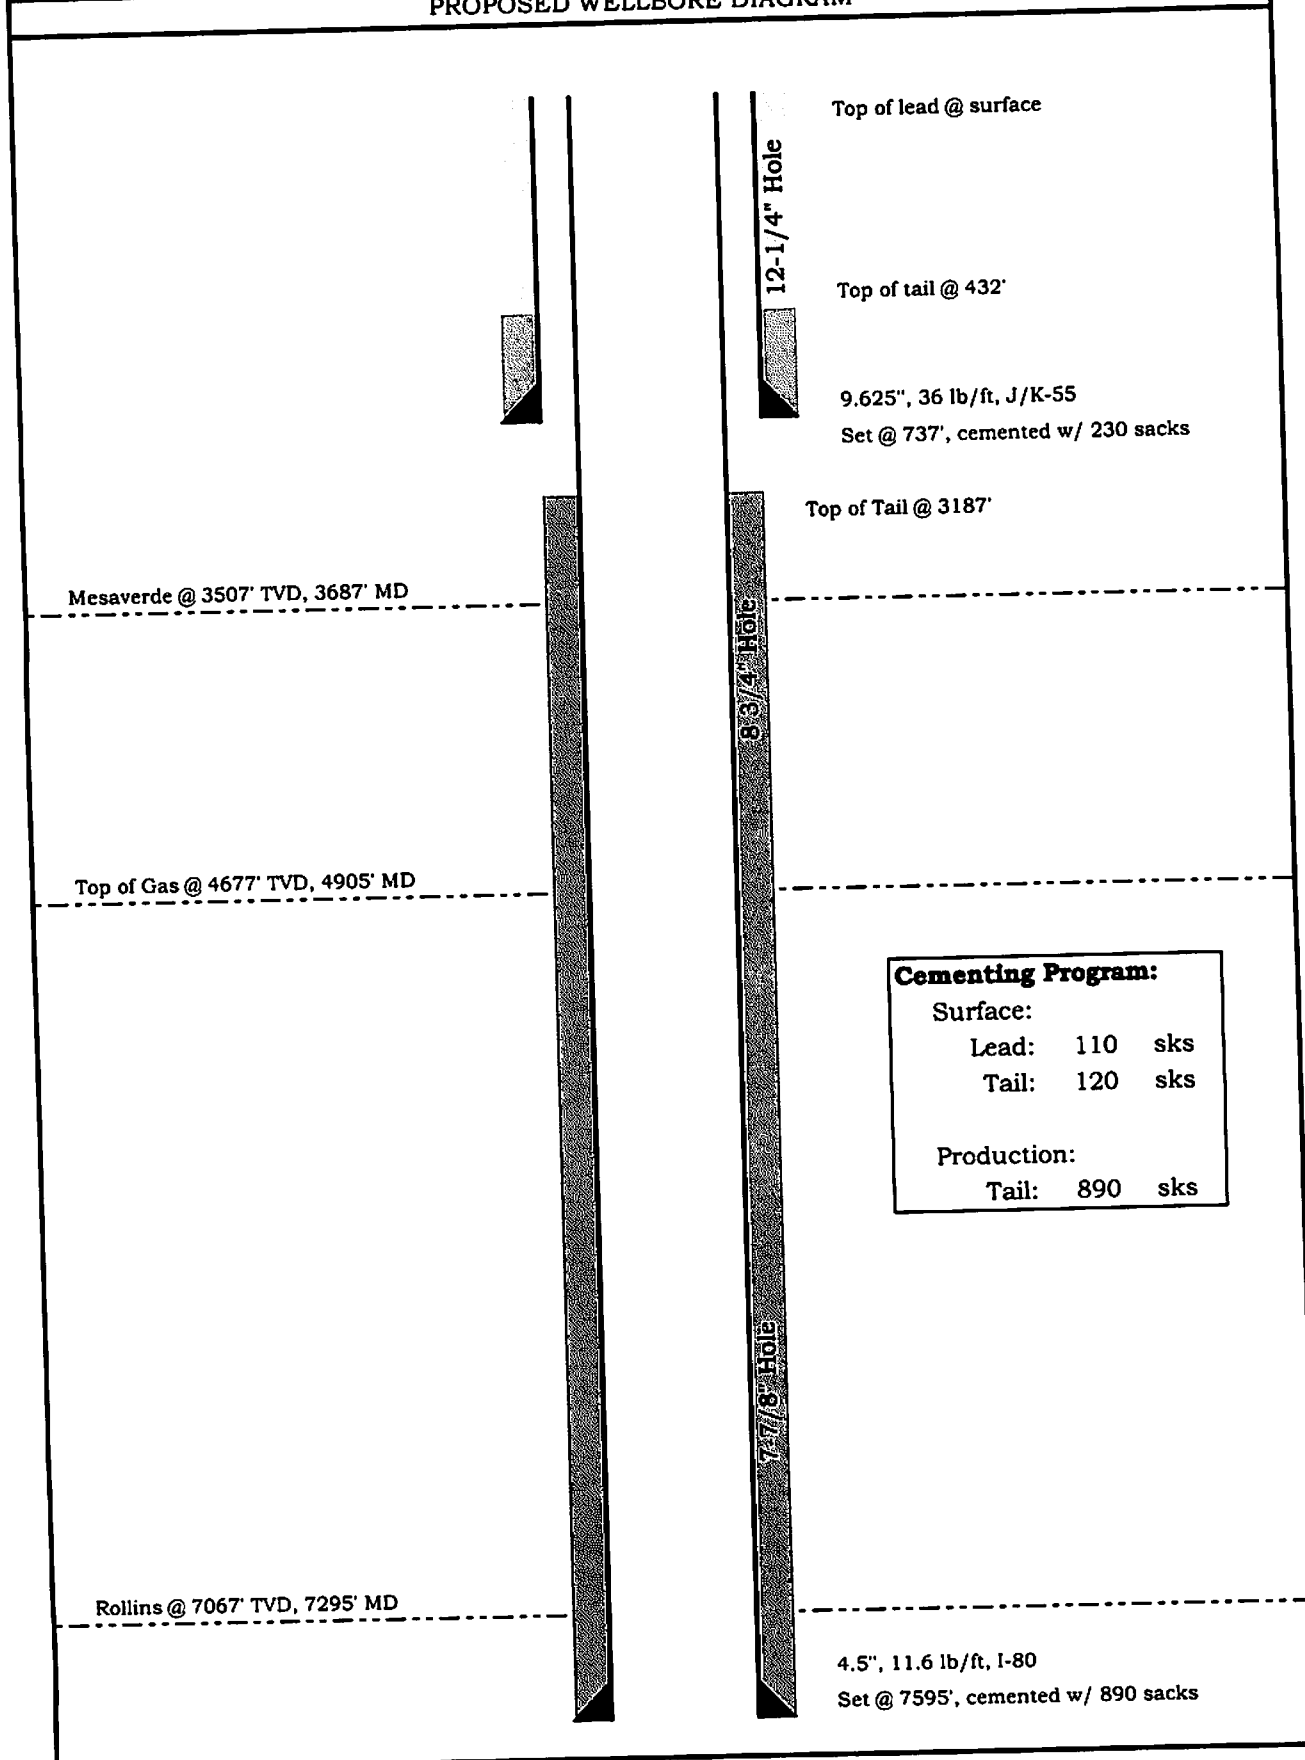 PROPOSED WELLBORE DIAGRAM
Top of lead @ surface
12-1/4" Hole
Top of tail @ 432'
9.625", 36 lb/ft, J/K-55
Set @ 737', cemented w/ 230 sacks
Top of Tail @ 3187'
Mesaverde @ 3507' TVD, 3687' MD
8 3/4" Hole
Top of Gas @ 4677' TVD, 4905' MD
Cementing Program:
Surface:
Lead: 110 sks
Tail: 120 sks
Production:
Tail: 890 sks
7-7/8" Hole
Rollins @ 7067' TVD, 7295' MD
4.5", 11.6 lb/ft, I-80
Set @ 7595', cemented w/ 890 sacks